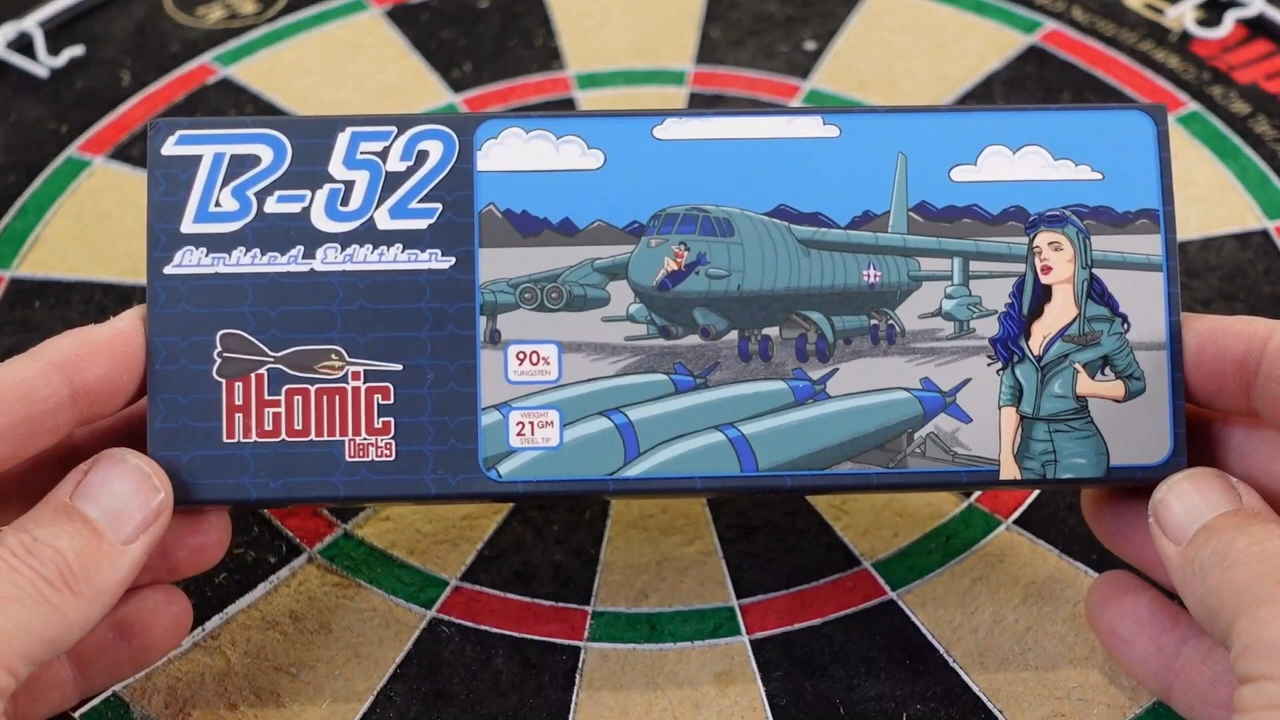 B-52
Limited Edition
Atomic
Darts
90%
TUNGSTEN
WEIGHT
21GM
STEEL TIP